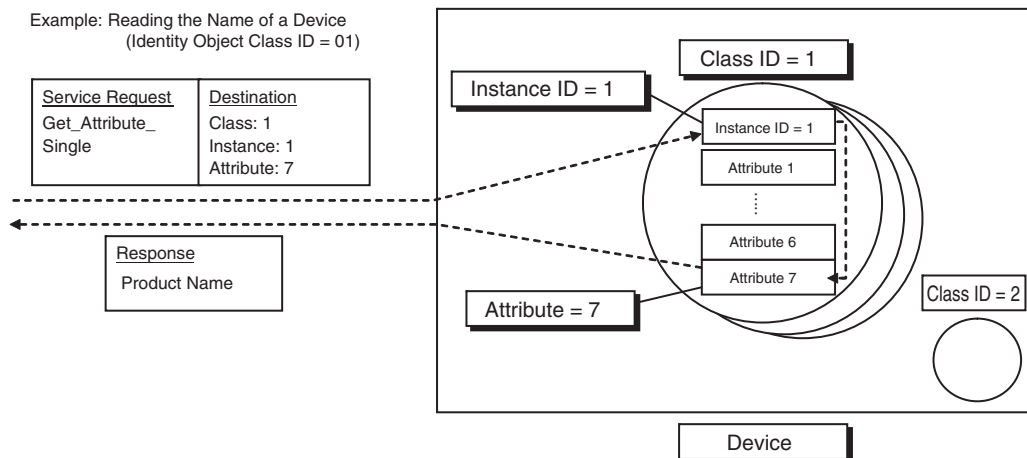 Example: Reading the Name of a Device
(Identity Object Class ID = 01)
Service Request
Get_Attribute_
Single
Destination
Class: 1
Instance: 1
Attribute: 7
Response
Product Name
Class ID = 1
Instance ID = 1
Instance ID = 1
Attribute 1
Attribute 6
Attribute 7
Attribute = 7
Class ID = 2
Device